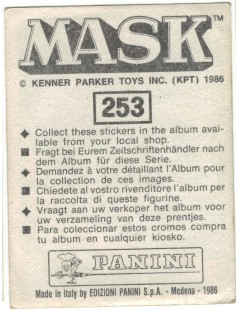 MASK™
© KENNER PARKER TOYS INC. (KPT) 1986
253
◆ Collect these stickers in the album avai-
lable from your local shop.
■ Fragt bei Eurem Zeitschriftenhändler nach
dem Album für diese Serie.
◆ Demandez à votre détaillant l'Album pour
la collection de ces images.
■ Chiedete al vostro rivenditore l'album per
la raccolta di queste figurine.
◆ Vraagt aan uw verkoper het album voor
uw verzameling van deze prentjes.
■ Para coleccionar estos cromos compra
tu album en cualquier kiosko.
PANINI
Made in Italy by EDIZIONI PANINI S.p.A. - Modena - 1986